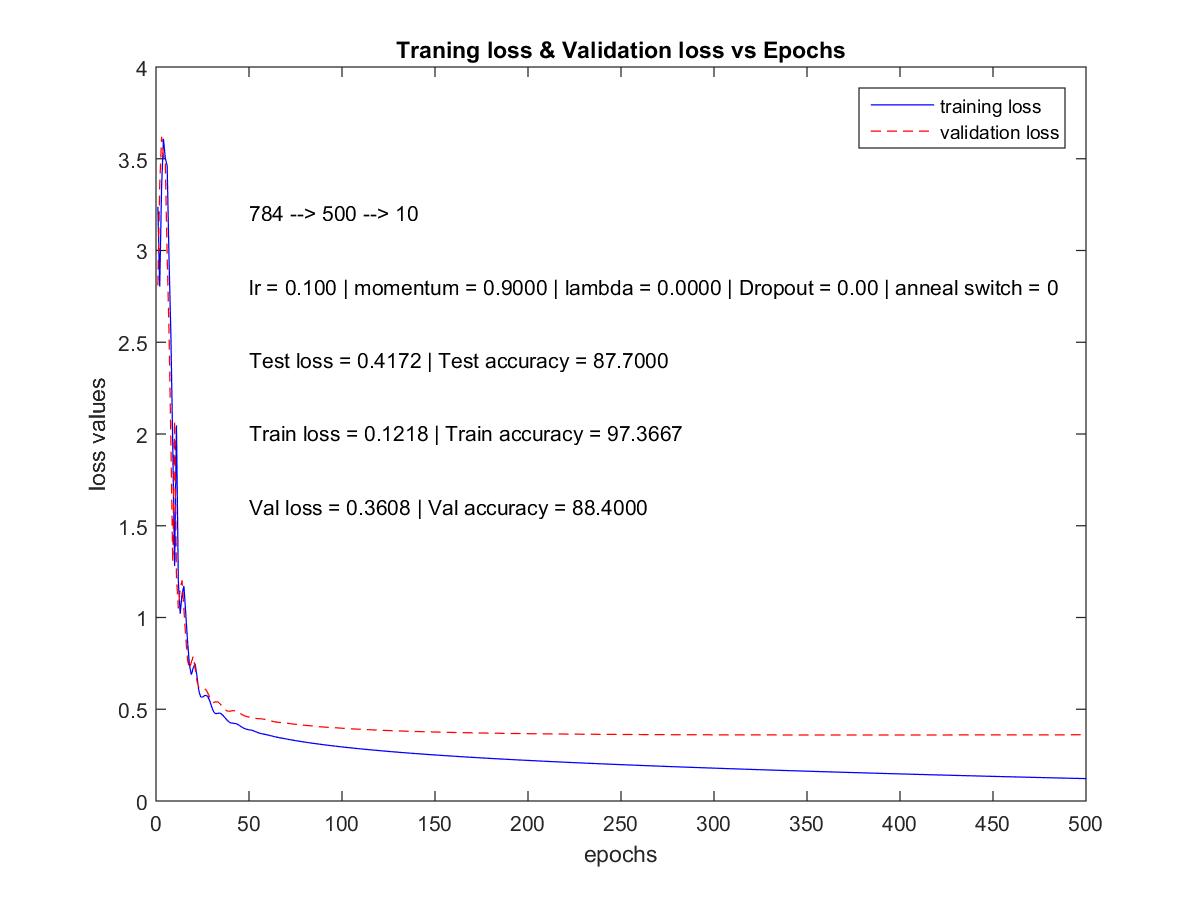 Traning loss & Validation loss vs Epochs
4
training loss
validation loss
3.5
784 --> 500 --> 10
3
lr = 0.100 | momentum = 0.9000 | lambda = 0.0000 | Dropout = 0.00 | anneal switch = 0
2.5
Test loss = 0.4172 | Test accuracy = 87.7000
loss values
2
Train loss = 0.1218 | Train accuracy = 97.3667
1.5
Val loss = 0.3608 | Val accuracy = 88.4000
1
0.5
0
0 50 100 150 200 250 300 350 400 450 500
epochs